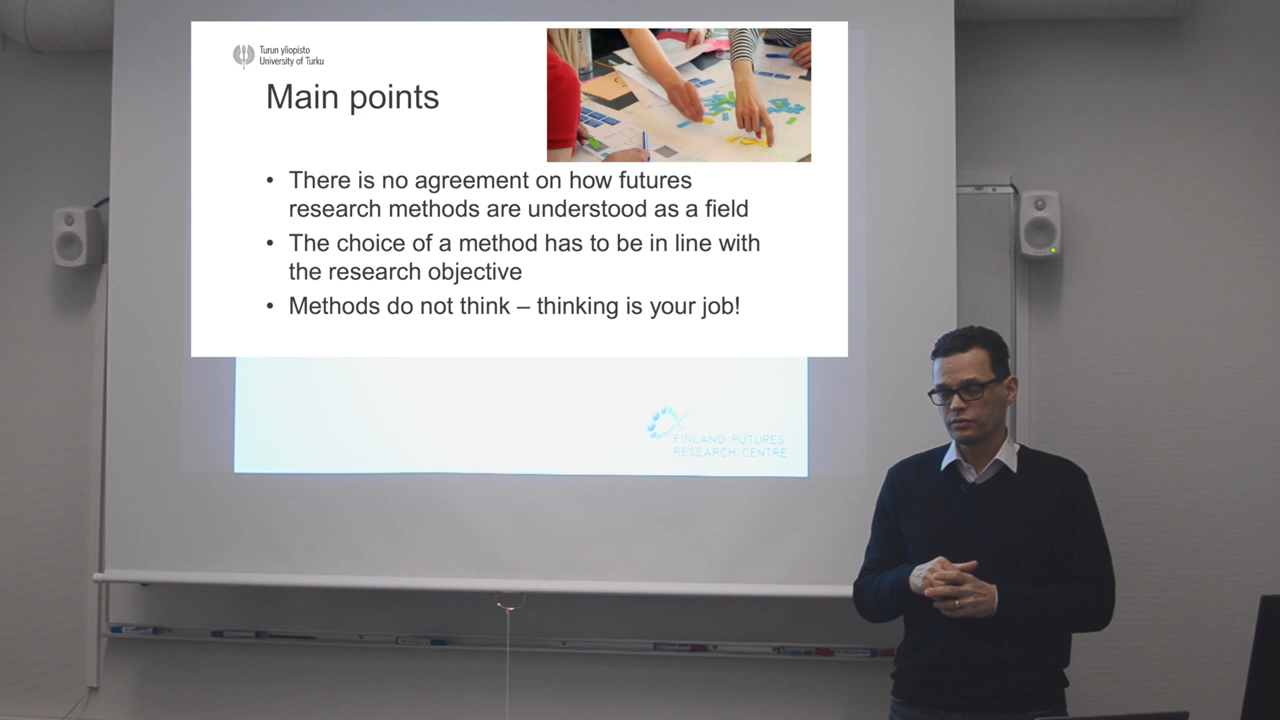 Turun yliopisto
University of Turku
Main points
• There is no agreement on how futures
research methods are understood as a field
• The choice of a method has to be in line with
the research objective
• Methods do not think – thinking is your job!
FINLAND FUTURES
RESEARCH CENTRE